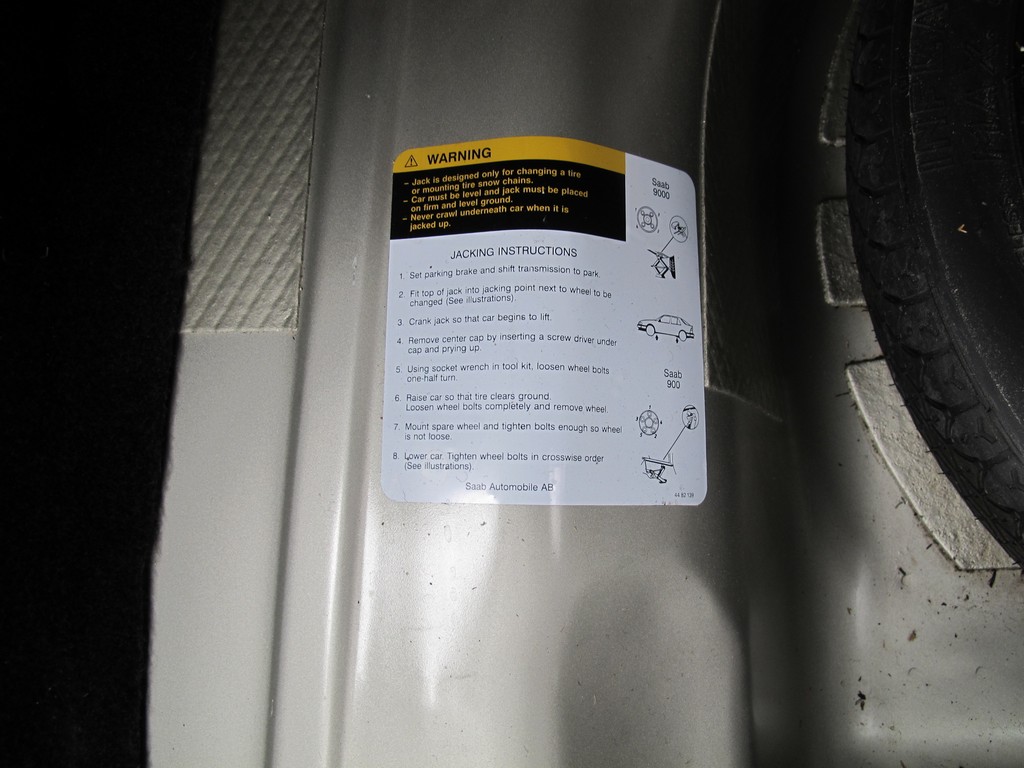 WARNING
– Jack is designed only for changing a tire
or mounting tire snow chains.
– Car must be level and jack must be placed
on firm and level ground.
– Never crawl underneath car when it is
jacked up.
JACKING INSTRUCTIONS
1. Set parking brake and shift transmission to park.
2. Fit top of jack into jacking point next to wheel to be
changed (See illustrations).
3. Crank jack so that car begins to lift.
4. Remove center cap by inserting a screw driver under
cap and prying up.
5. Using socket wrench in tool kit, loosen wheel bolts
one-half turn.
6. Raise car so that tire clears ground.
Loosen wheel bolts completely and remove wheel.
7. Mount spare wheel and tighten bolts enough so wheel
is not loose.
8. Lower car. Tighten wheel bolts in crosswise order
(See illustrations).
Saab Automobile AB
Saab
9000
Saab
900
44 82 139